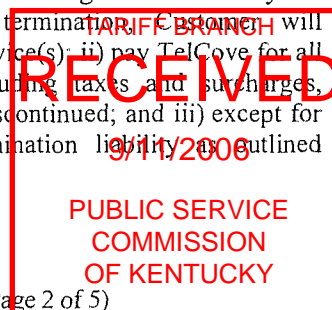 termination, Customer will
TARIFF BRANCH
vice(s); ii) pay TelCove for all
RECEIVED
uding taxes and surcharges,
scontinued; and iii) except for
ination liability as outlined
9/11/2006
PUBLIC SERVICE
COMMISSION
OF KENTUCKY
age 2 of 5)